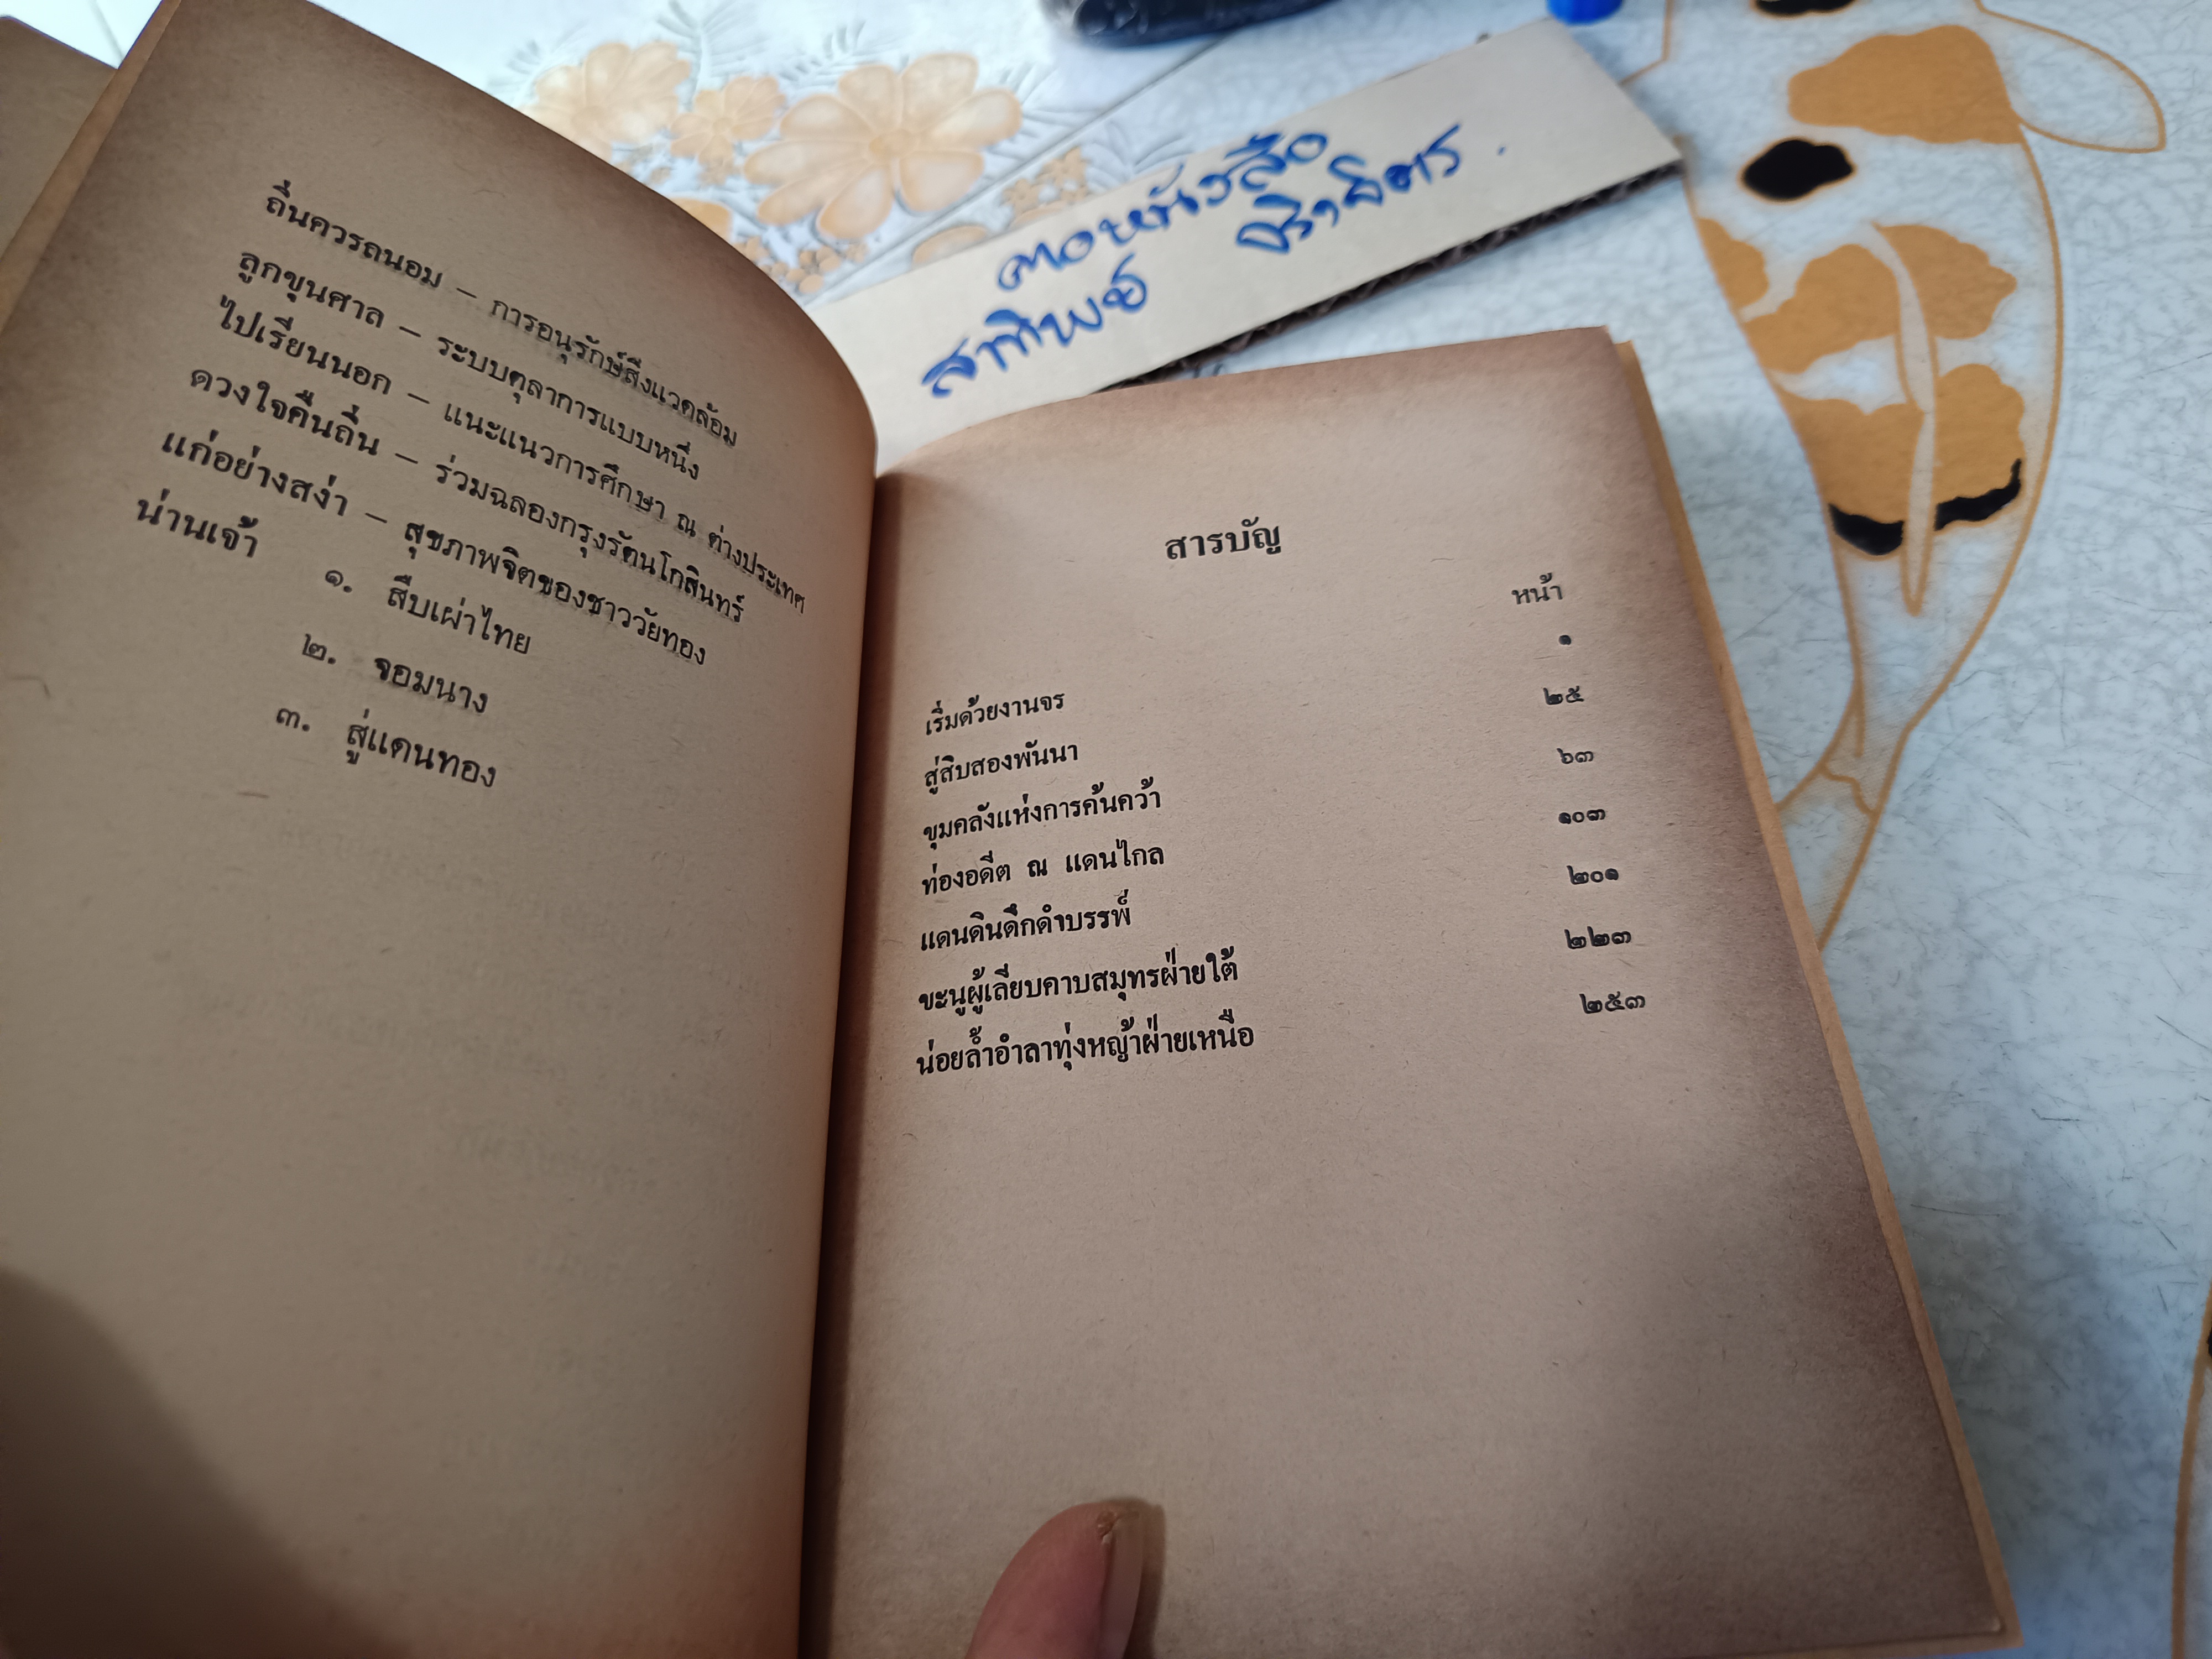 ถิ่นควรถนอม – การอนุรักษ์สิ่งแวดล้อม
ลูกขุนศาล – ระบบตุลาการแบบหนึ่ง
ไปเรียนนอก – แนะแนวการศึกษา ณ ต่างประเทศ
ดวงใจคืนถิ่น – ร่วมฉลองกรุงรัตนโกสินทร์
แก่อย่างสง่า – สุขภาพจิตของชาววัยทอง
น่านเจ้า ๑. สืบเผ่าไทย
๒. จอมนาง
๓. สู่แดนทอง
คอหนังสือ
สาทิพย์
สารบัญ
หน้า
เริ่มด้วยงานจร ๑
สู่สิบสองพันนา ๒๕
ขุมคลังแห่งการค้นคว้า ๖๓
ท่องอดีต ณ แดนไกล ๑๐๓
แดนดินดึกดำบรรพ์ ๒๐๑
ขะนูผู้เลียบคาบสมุทรฝ่ายใต้ ๒๒๓
น่อยล้ำอำลาทุ่งหญ้าฝ่ายเหนือ ๒๕๓